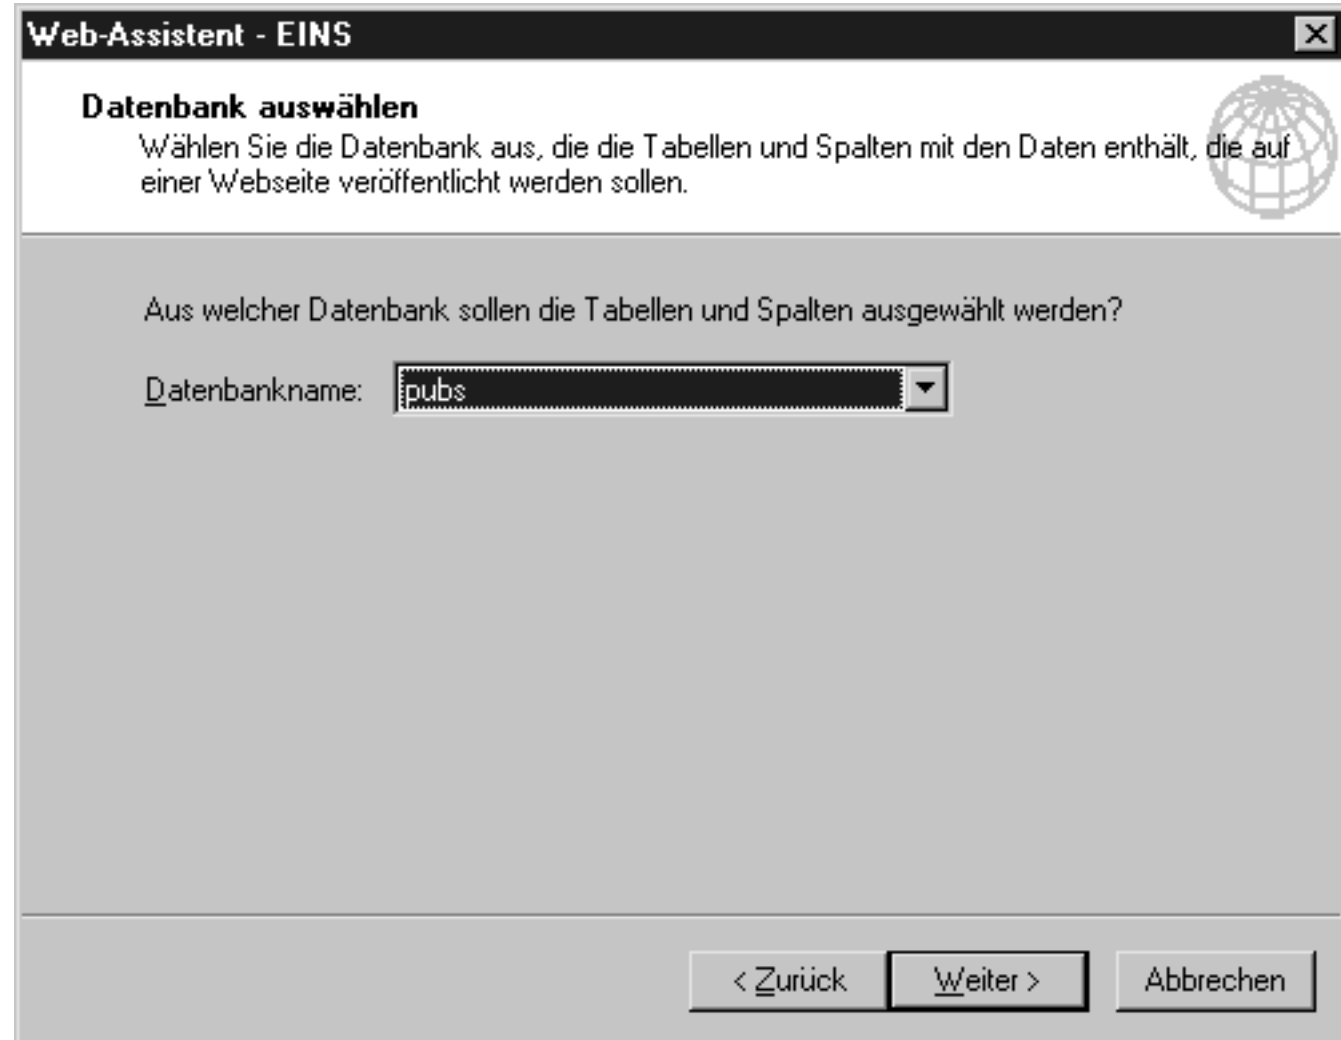 Web-Assistent - EINS
Datenbank auswählen
Wählen Sie die Datenbank aus, die die Tabellen und Spalten mit den Daten enthält, die auf
einer Webseite veröffentlicht werden sollen.
Aus welcher Datenbank sollen die Tabellen und Spalten ausgewählt werden?
Datenbankname: pubs
< Zurück Weiter > Abbrechen